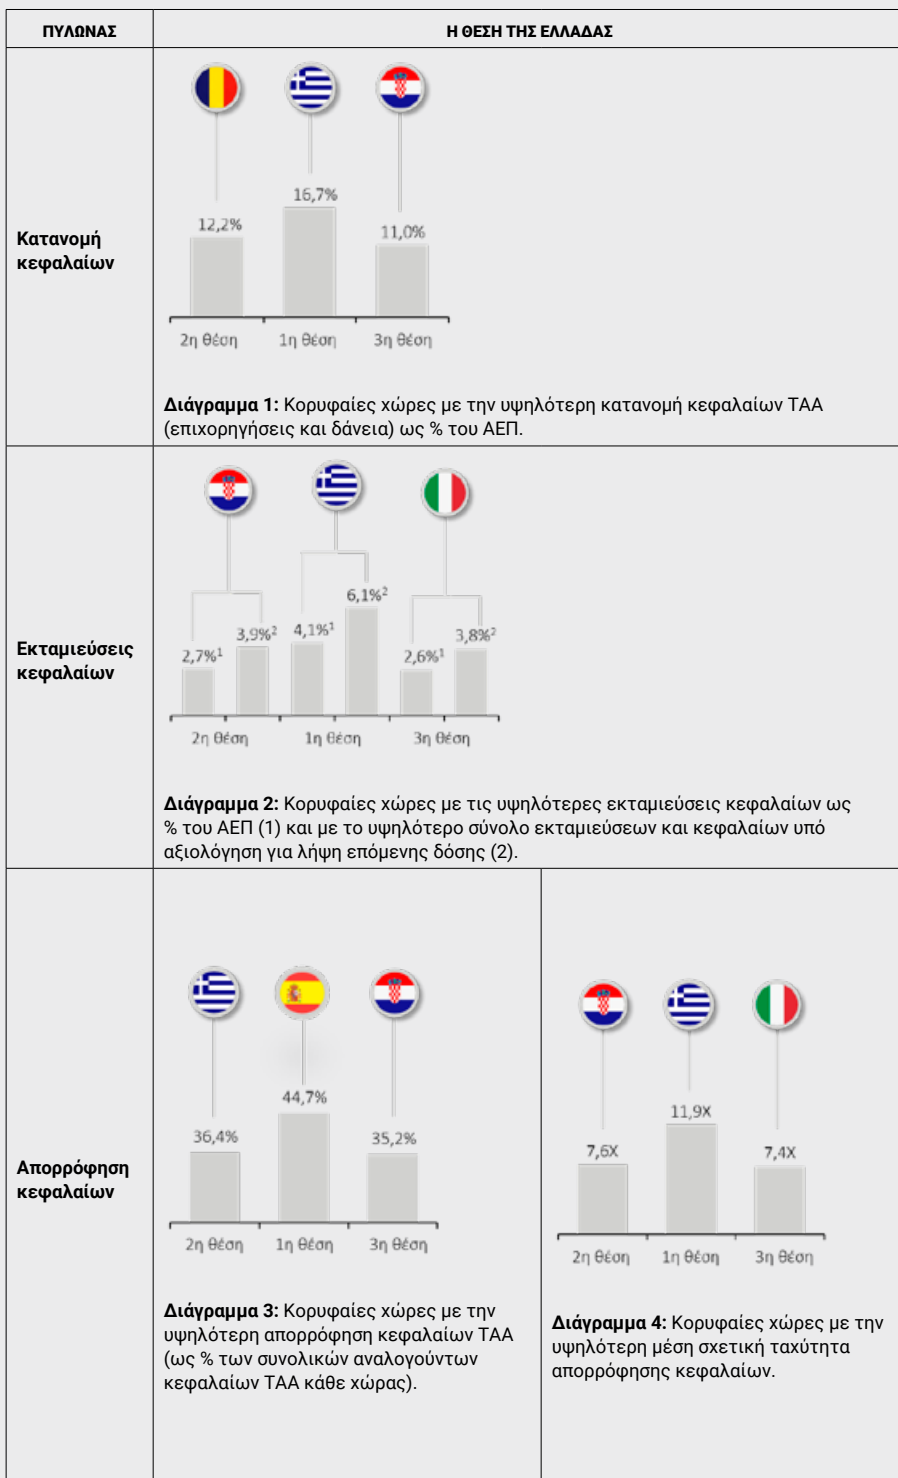 ΠΥΛΩΝΑΣ
Η ΘΕΣΗ ΤΗΣ ΕΛΛΑΔΑΣ
Κατανομή
κεφαλαίων
12,2%
16,7%
11,0%
2η θέση
1η θέση
3η θέση
Διάγραμμα 1: Κορυφαίες χώρες με την υψηλότερη κατανομή κεφαλαίων ΤΑΑ
(επιχορηγήσεις και δάνεια) ως % του ΑΕΠ.
Εκταμιεύσεις
κεφαλαίων
2,7%¹
3,9%²
4,1%¹
6,1%²
2,6%¹
3,8%²
2η θέση
1η θέση
3η θέση
Διάγραμμα 2: Κορυφαίες χώρες με τις υψηλότερες εκταμιεύσεις κεφαλαίων ως
% του ΑΕΠ (1) και με το υψηλότερο σύνολο εκταμιεύσεων και κεφαλαίων υπό
αξιολόγηση για λήψη επόμενης δόσης (2).
Απορρόφηση
κεφαλαίων
36,4%
44,7%
35,2%
2η θέση
1η θέση
3η θέση
Διάγραμμα 3: Κορυφαίες χώρες με την
υψηλότερη απορρόφηση κεφαλαίων ΤΑΑ
(ως % των συνολικών αναλογούντων
κεφαλαίων ΤΑΑ κάθε χώρας).
7,6X
11,9X
7,4X
2η θέση
1η θέση
3η θέση
Διάγραμμα 4: Κορυφαίες χώρες με την
υψηλότερη μέση σχετική ταχύτητα
απορρόφησης κεφαλαίων.